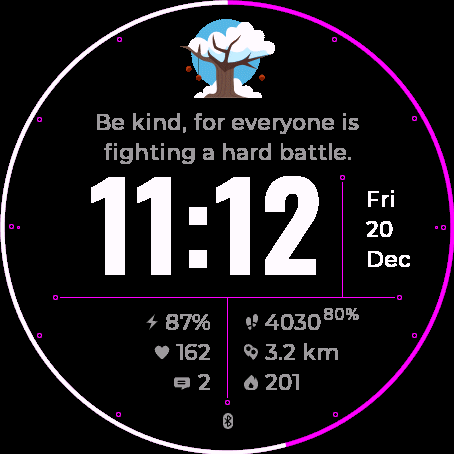 Be kind, for everyone is
fighting a hard battle.
11:12
Fri
20
Dec
87%
4030 80%
162
3.2 km
2
201